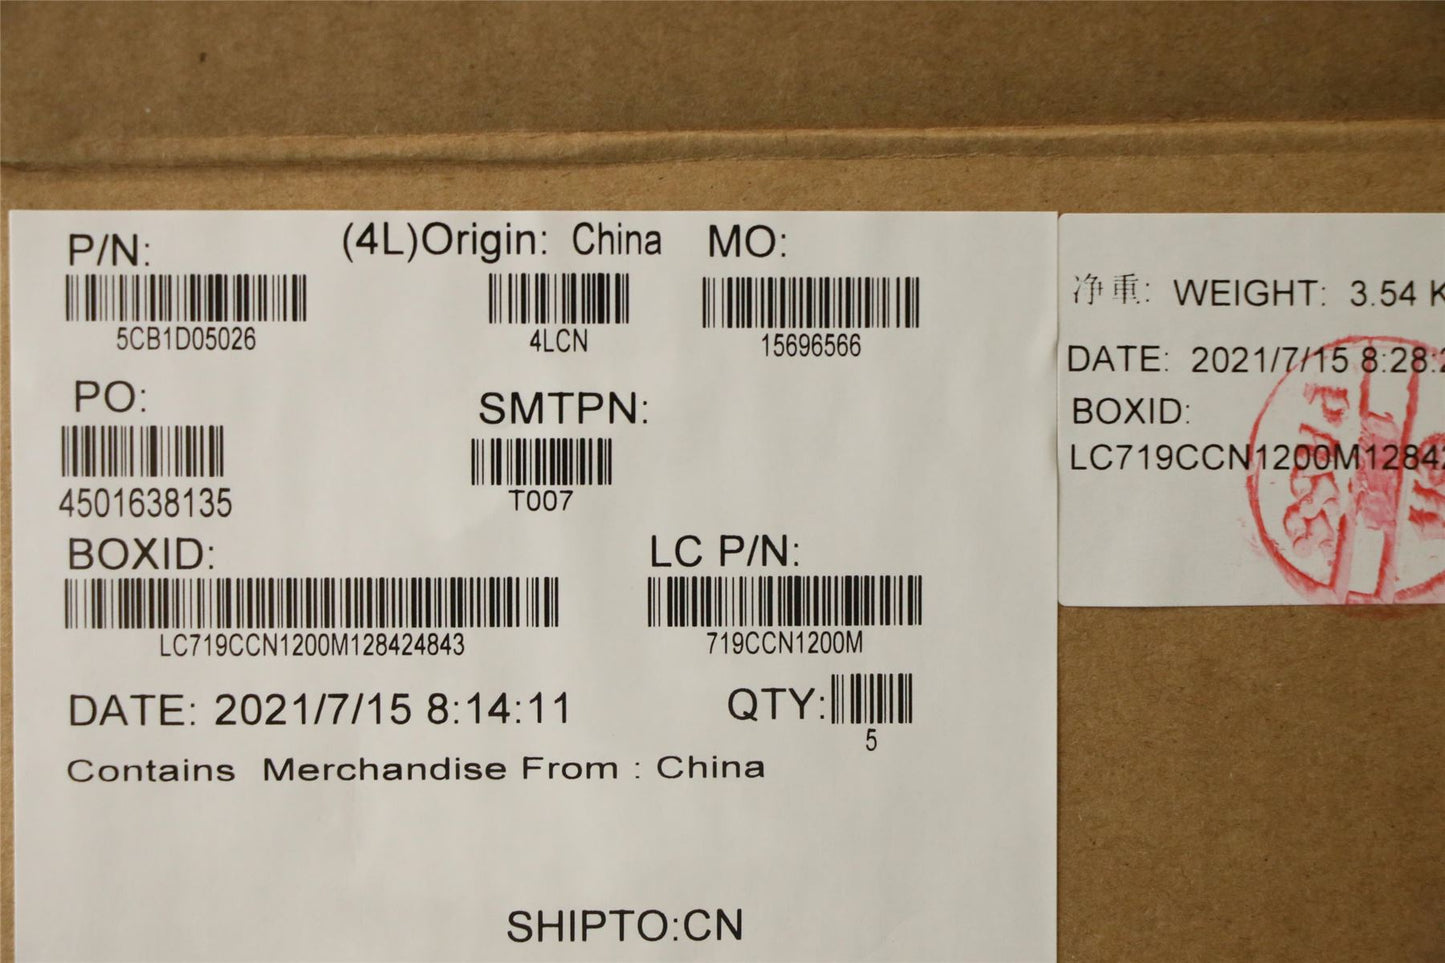 P/N: (4L)Origin: China MO:
5CB1D05026 4LCN 15696566
PO: SMTPN:
4501638135 T007
BOXID: LC P/N:
LC719CCN1200M128424843 719CCN1200M
DATE: 2021/7/15 8:14:11 QTY:
5
Contains Merchandise From : China
SHIPTO:CN
净重: WEIGHT: 3.54 K
DATE: 2021/7/15 8:28:2
BOXID:
LC719CCN1200M12842